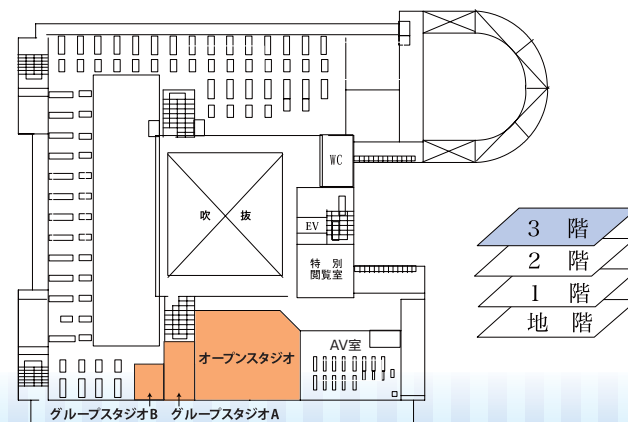 WC
吹 抜
EV
特 別
閲覧室
3 階
2 階
1 階
地 階
オープンスタジオ
AV室
グループスタジオB
グループスタジオA